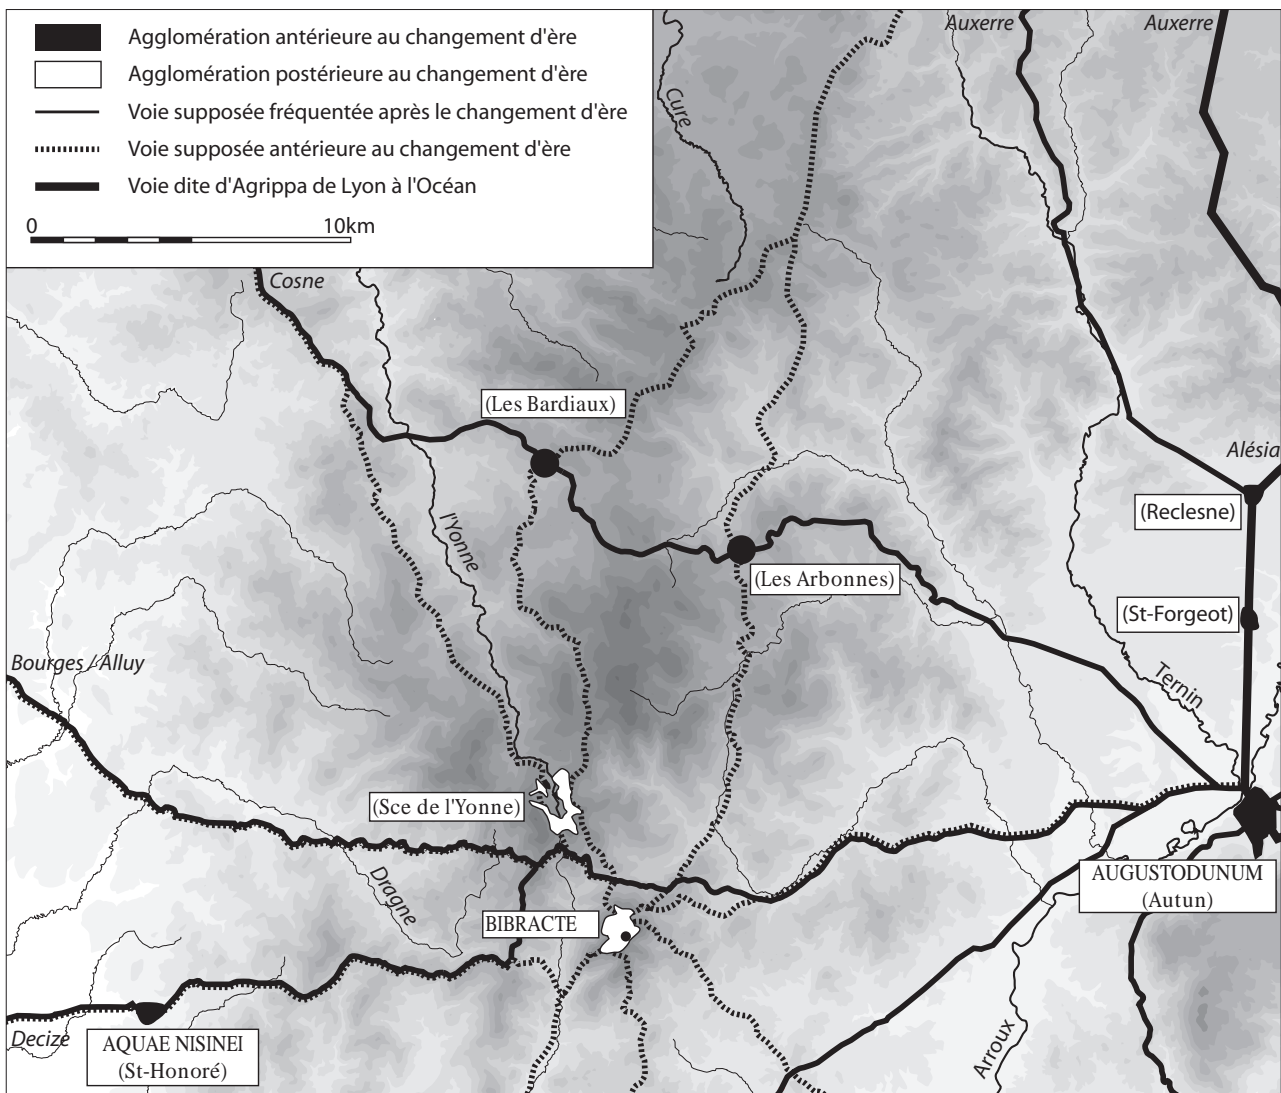 Agglomération antérieure au changement d'ère
Agglomération postérieure au changement d'ère
Voie supposée fréquentée après le changement d'ère
Voie supposée antérieure au changement d'ère
Voie dite d'Agrippa de Lyon à l'Océan
0 10km
Auxerre
Auxerre
Cure
Cosne
(Les Bardiaux)
Alésia
(Reclesne)
l'Yonne
(Les Arbonnes)
(St-Forgeot)
Bourges / Alluy
Ternin
(Sce de l'Yonne)
Dragne
AUGUSTODUNUM
(Autun)
BIBRACTE
Decize
AQUAE NISINEI
(St-Honoré)
Arroux